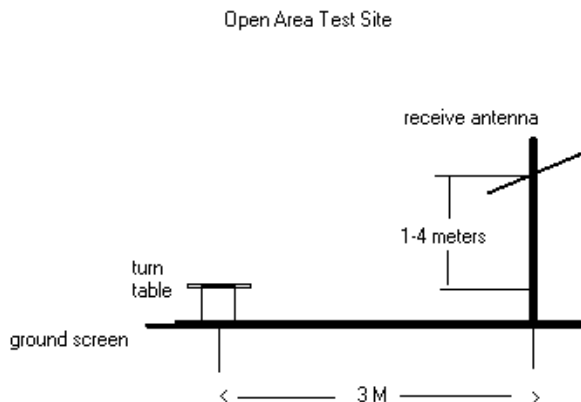 Open Area Test Site
receive antenna
1-4 meters
turn
table
ground screen
3 M